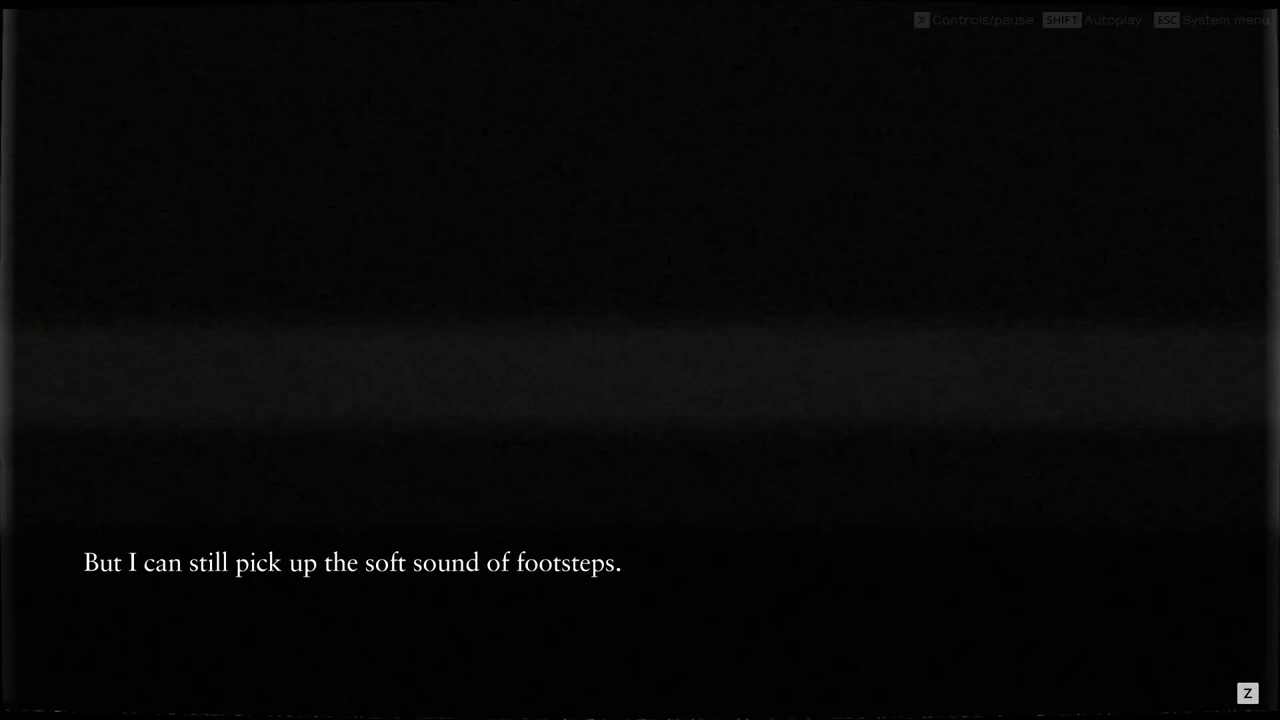 X Controls/pause SHIFT Autoplay ESC System menu
But I can still pick up the soft sound of footsteps.
Z